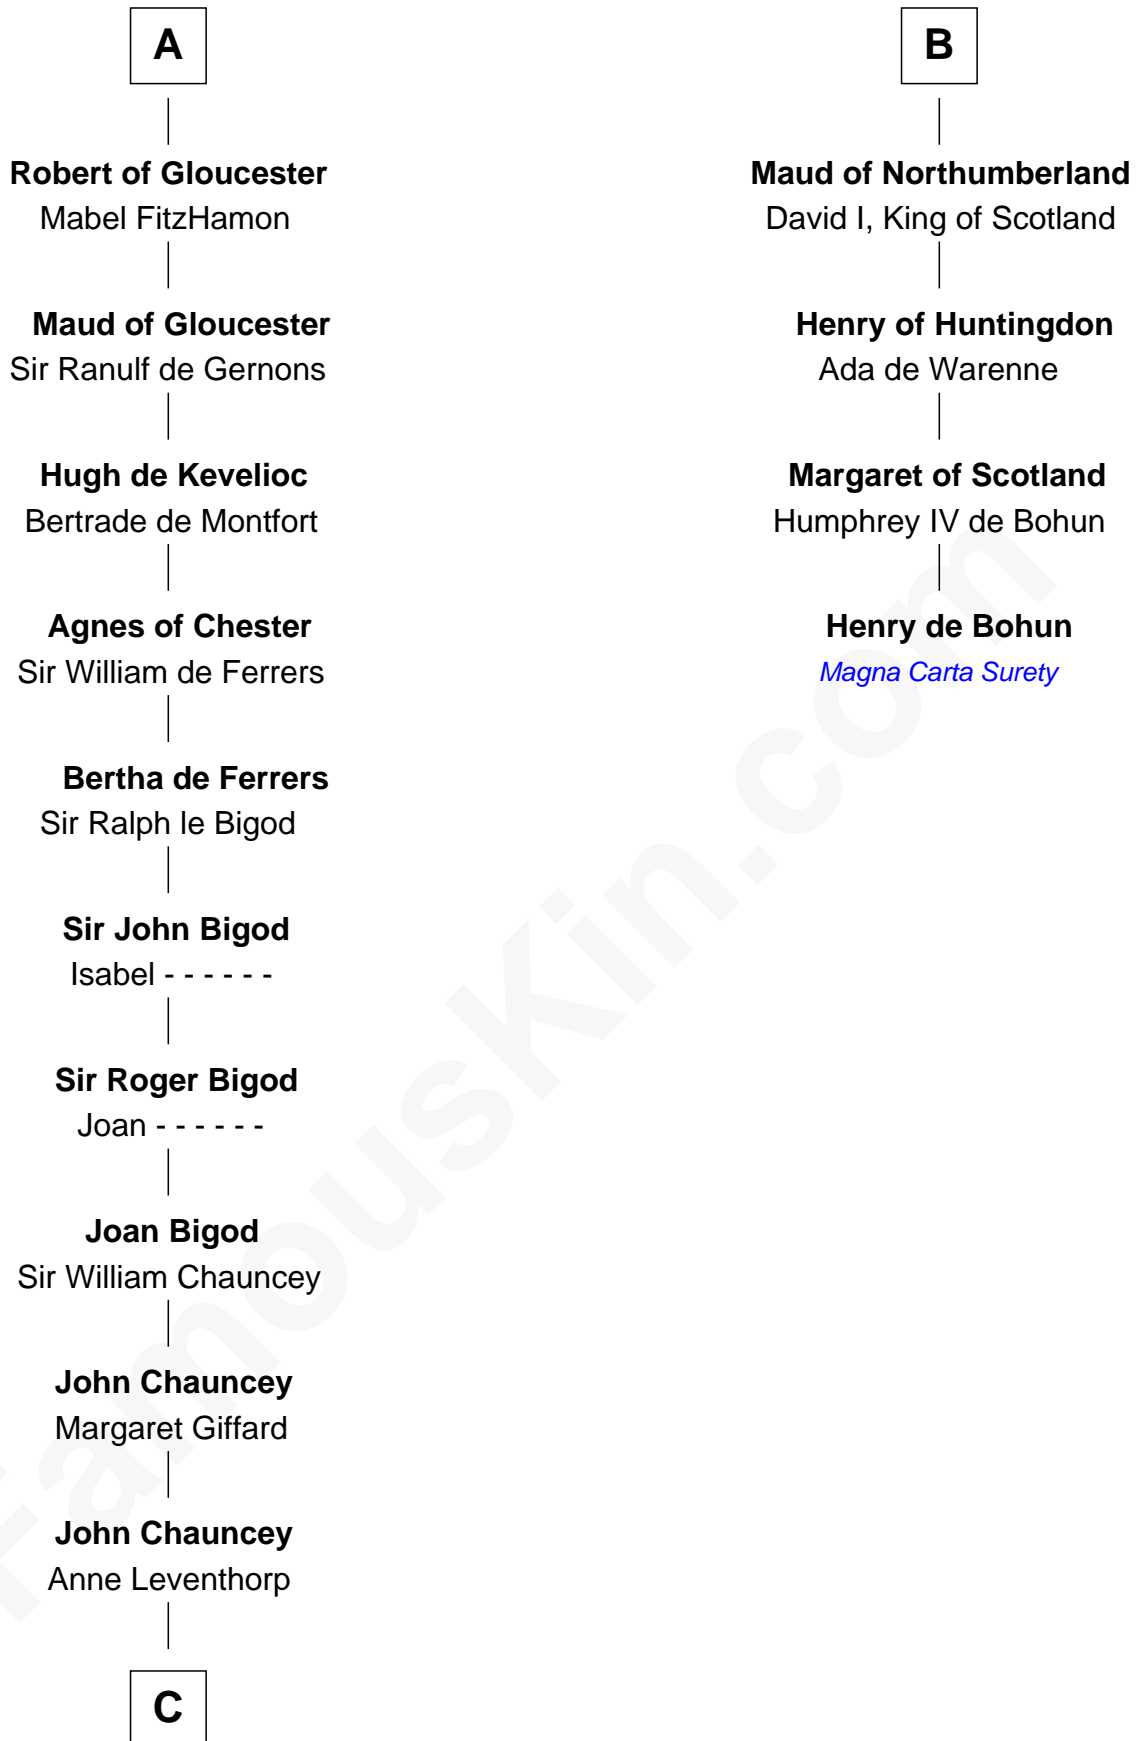 A
Robert of Gloucester
Mabel FitzHamon
Maud of Gloucester
Sir Ranulf de Gernons
Hugh de Kevelioc
Bertrade de Montfort
Agnes of Chester
Sir William de Ferrers
Bertha de Ferrers
Sir Ralph le Bigod
Sir John Bigod
Isabel - - - - - -
Sir Roger Bigod
Joan - - - - - -
Joan Bigod
Sir William Chauncey
John Chauncey
Margaret Giffard
John Chauncey
Anne Leventhorp
C
B
Maud of Northumberland
David I, King of Scotland
Henry of Huntingdon
Ada de Warenne
Margaret of Scotland
Humphrey IV de Bohun
Henry de Bohun
Magna Carta Surety
FamousKin.com